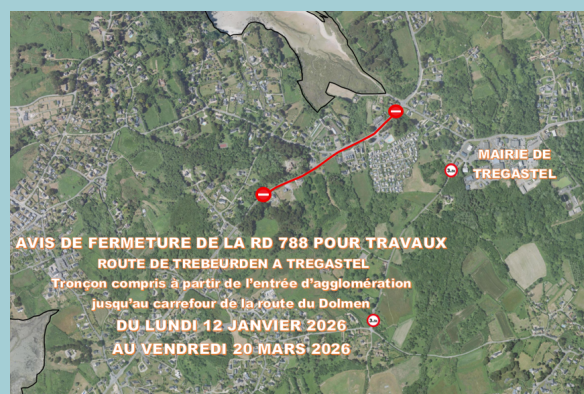 MAIRIE DE
TREGASTEL
AVIS DE FERMETURE DE LA RD 788 POUR TRAVAUX
ROUTE DE TREBEURDEN A TREGASTEL
Tronçon compris à partir de l'entrée d'agglomération
jusqu'au carrefour de la route du Dolmen
DU LUNDI 12 JANVIER 2026
AU VENDREDI 20 MARS 2026